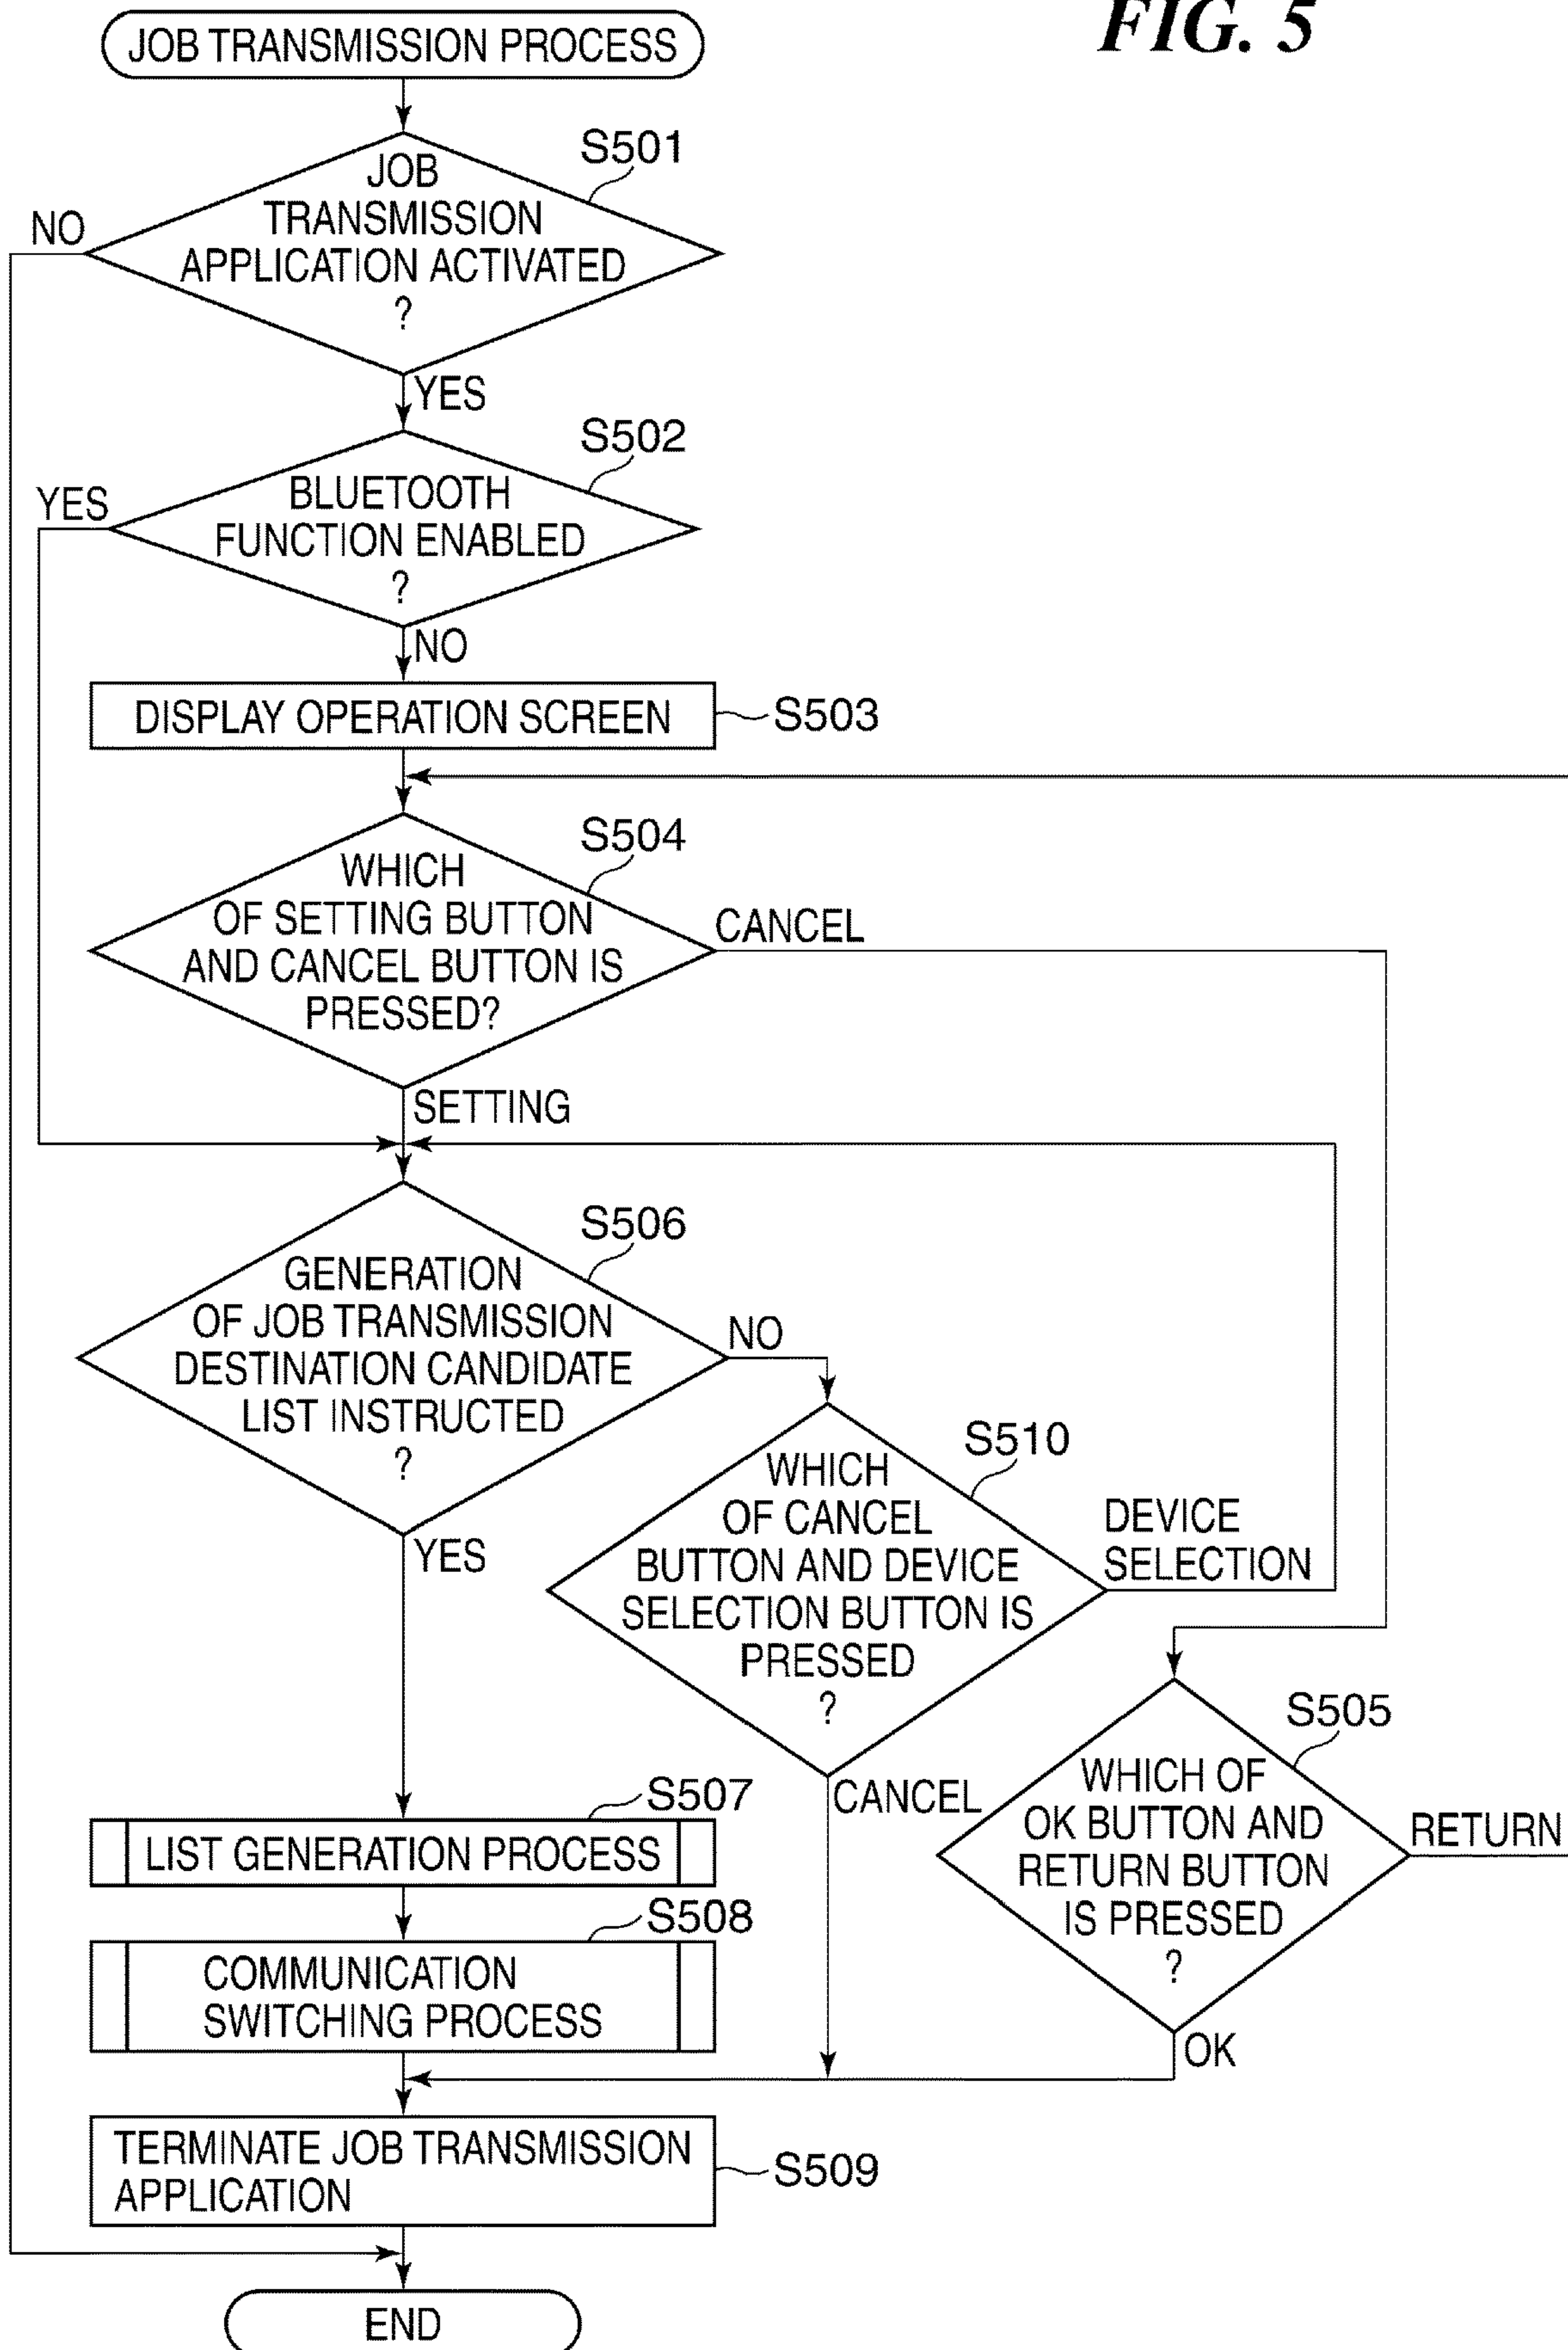 FIG. 5
JOB TRANSMISSION PROCESS
S501
JOB
TRANSMISSION
APPLICATION ACTIVATED
?
NO
YES
S502
BLUETOOTH
FUNCTION ENABLED
?
YES
NO
DISPLAY OPERATION SCREEN
S503
S504
WHICH
OF SETTING BUTTON
AND CANCEL BUTTON IS
PRESSED?
CANCEL
SETTING
S506
GENERATION
OF JOB TRANSMISSION
DESTINATION CANDIDATE
LIST INSTRUCTED
?
NO
YES
S510
WHICH
OF CANCEL
BUTTON AND DEVICE
SELECTION BUTTON IS
PRESSED
?
DEVICE
SELECTION
CANCEL
S505
WHICH OF
OK BUTTON AND
RETURN BUTTON
IS PRESSED
?
RETURN
OK
S507
LIST GENERATION PROCESS
S508
COMMUNICATION
SWITCHING PROCESS
TERMINATE JOB TRANSMISSION
APPLICATION
S509
END